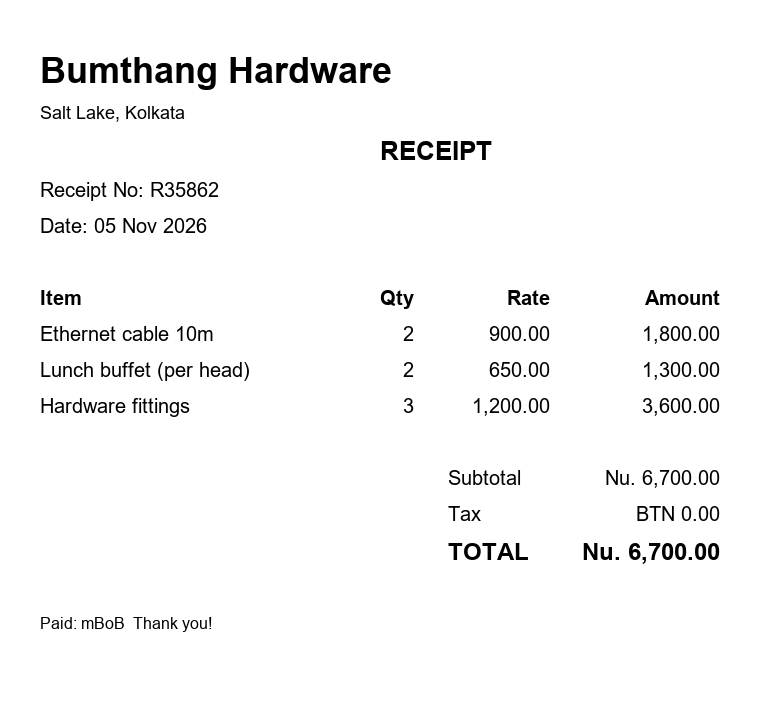 Bumthang Hardware
Salt Lake, Kolkata
RECEIPT
Receipt No: R35862
Date: 05 Nov 2026
Item Qty Rate Amount
Ethernet cable 10m 2 900.00 1,800.00
Lunch buffet (per head) 2 650.00 1,300.00
Hardware fittings 3 1,200.00 3,600.00
Subtotal Nu. 6,700.00
Tax BTN 0.00
TOTAL Nu. 6,700.00
Paid: mBoB  Thank you!